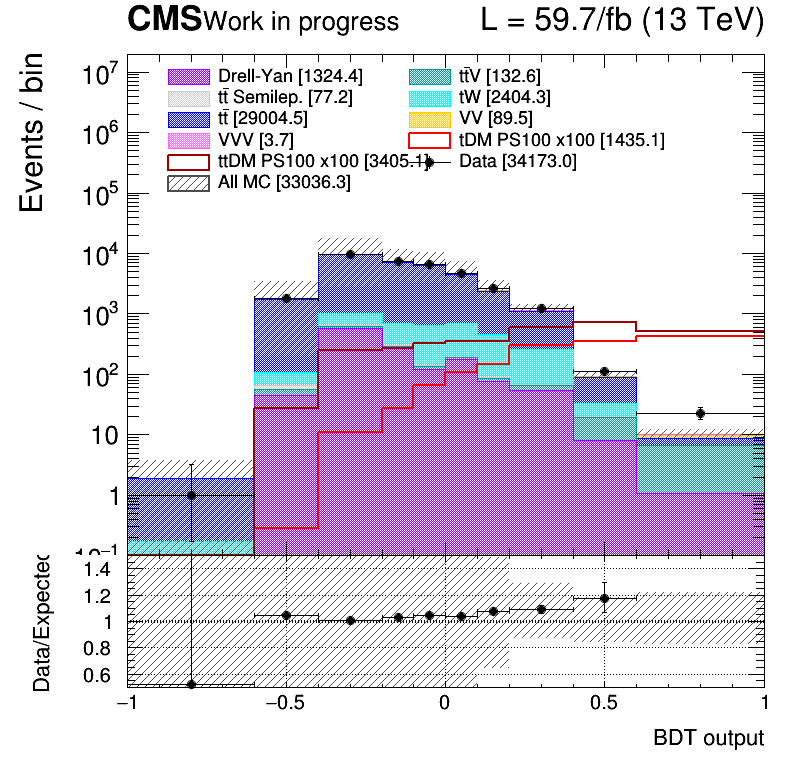 CMS Work in progress L = 59.7/fb (13 TeV)
Events / bin
10⁷
10⁶
10⁵
10⁴
10³
10²
10
1
10⁻¹
Drell-Yan [1324.4] tt̄V [132.6]
tt̄ Semilep. [77.2] tW [2404.3]
tt̄ [29004.5] VV [89.5]
VVV [3.7] tDM PS100 x100 [1435.1]
ttDM PS100 x100 [3405.1] Data [34173.0]
All MC [33036.3]
Data/Expected
1.4
1.2
1
0.8
0.6
−1 −0.5 0 0.5 1
BDT output